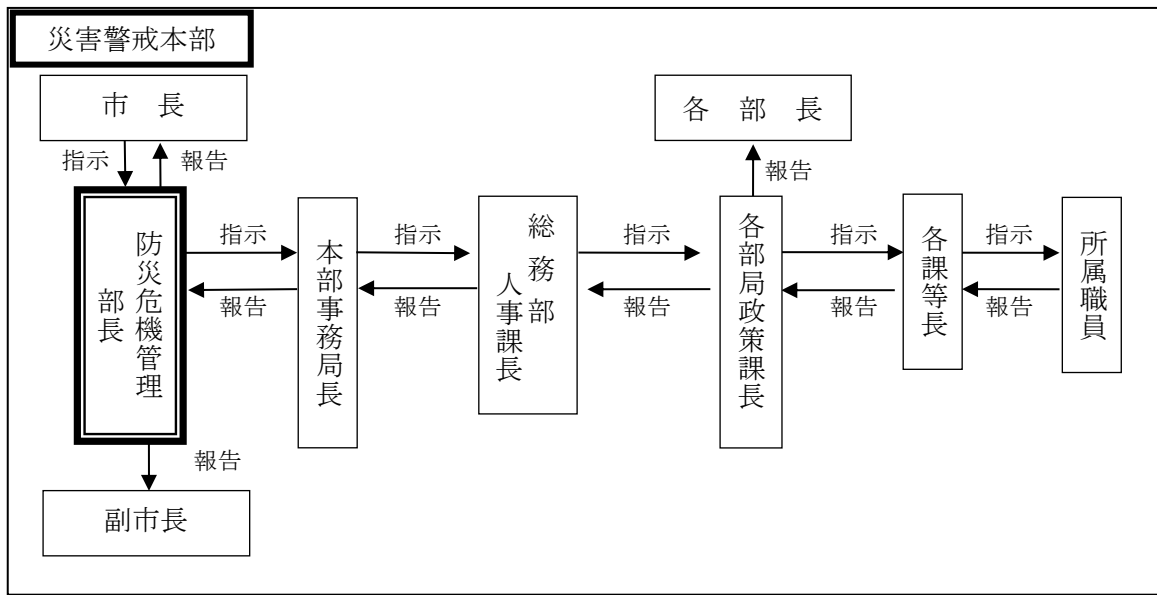 災害警戒本部
市 長
各 部 長
指示
報告
報告
防災危機管理
部長
指示
報告
本部事務局長
指示
報告
総務部
人事課長
指示
報告
各部局政策課長
指示
報告
各課等長
指示
報告
所属職員
報告
副市長